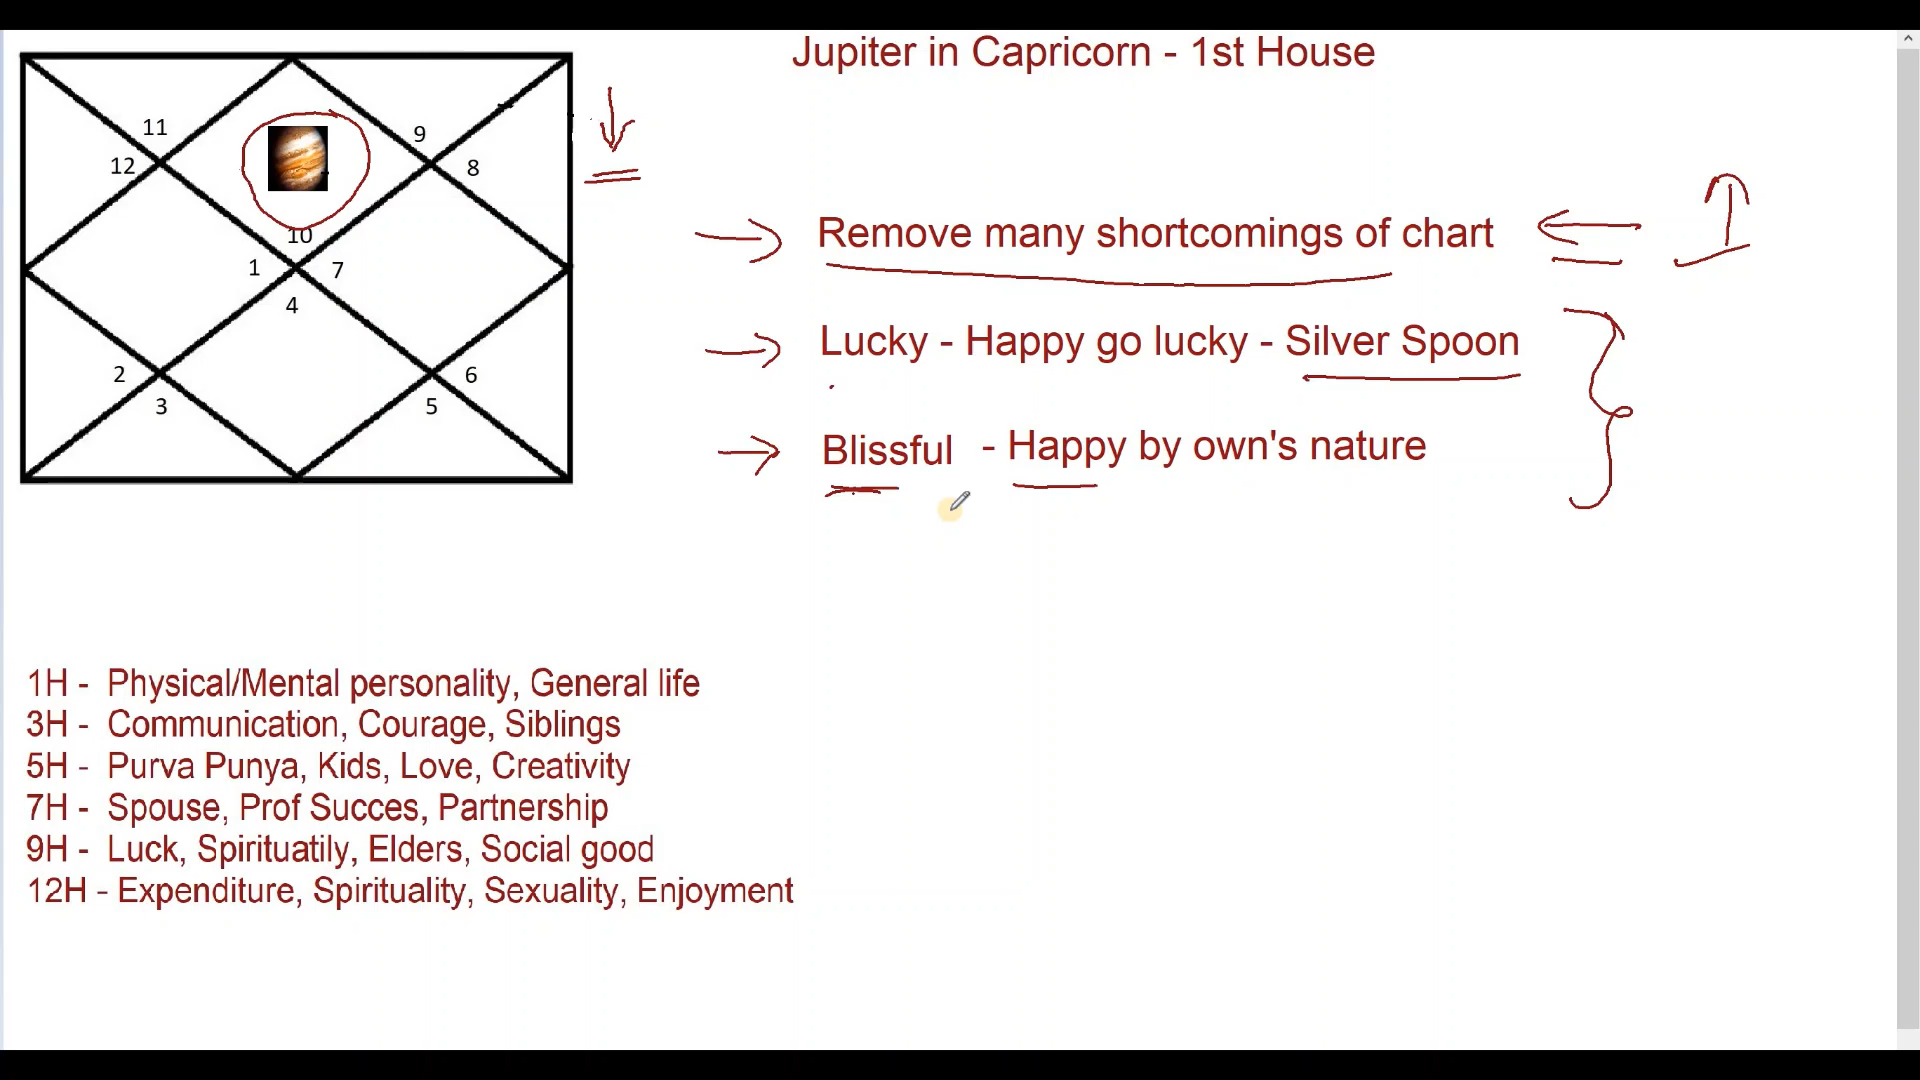 Jupiter in Capricorn - 1st House
11
9
12
8
10
1
7
4
2
6
3
5
Remove many shortcomings of chart
Lucky - Happy go lucky - Silver Spoon
Blissful - Happy by own's nature
1H - Physical/Mental personality, General life
3H - Communication, Courage, Siblings
5H - Purva Punya, Kids, Love, Creativity
7H - Spouse, Prof Succes, Partnership
9H - Luck, Spirituatily, Elders, Social good
12H - Expenditure, Spirituality, Sexuality, Enjoyment